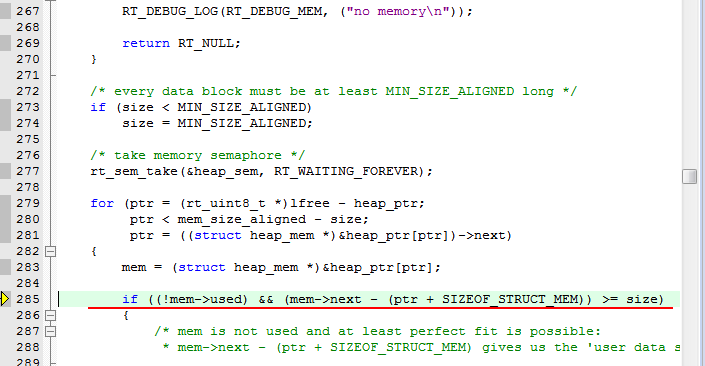 267 RT_DEBUG_LOG(RT_DEBUG_MEM, ("no memory\n"));
268
269 return RT_NULL;
270 }
271
272 /* every data block must be at least MIN_SIZE_ALIGNED long */
273 if (size < MIN_SIZE_ALIGNED)
274 size = MIN_SIZE_ALIGNED;
275
276 /* take memory semaphore */
277 rt_sem_take(&heap_sem, RT_WAITING_FOREVER);
278
279 for (ptr = (rt_uint8_t *)lfree - heap_ptr;
280 ptr < mem_size_aligned - size;
281 ptr = ((struct heap_mem *)&heap_ptr[ptr])->next)
282 {
283 mem = (struct heap_mem *)&heap_ptr[ptr];
284
285 if ((!mem->used) && (mem->next - (ptr + SIZEOF_STRUCT_MEM)) >= size)
286 {
287 /* mem is not used and at least perfect fit is possible:
288 * mem->next - (ptr + SIZEOF_STRUCT_MEM) gives us the 'user data s
289